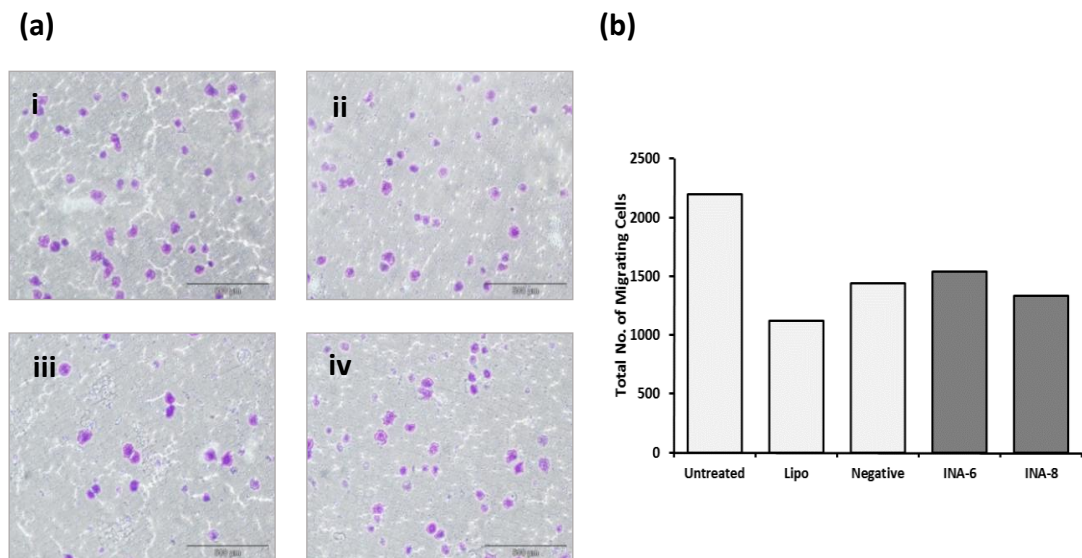 (a)
(b)
i
ii
iii
iv
Total No. of Migrating Cells
2500
2000
1500
1000
500
0
Untreated Lipo Negative INA-6 INA-8